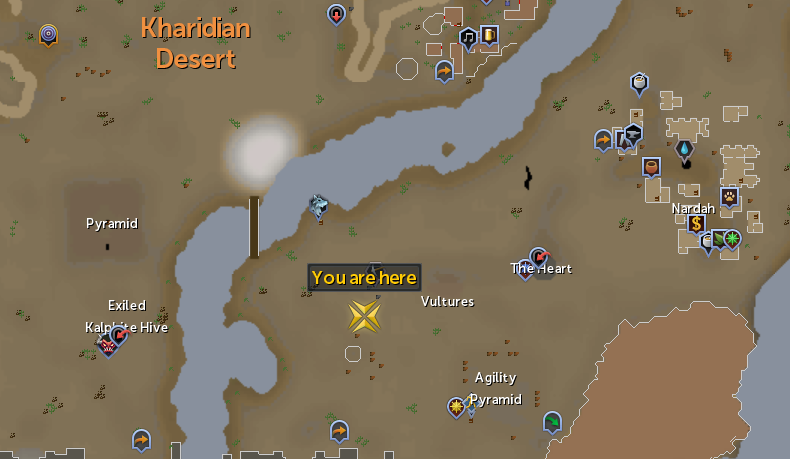 Kharidian
Desert
Pyramid
Nardah
The Heart
You are here
Vultures
Exiled
Kalphite Hive
Agility
Pyramid